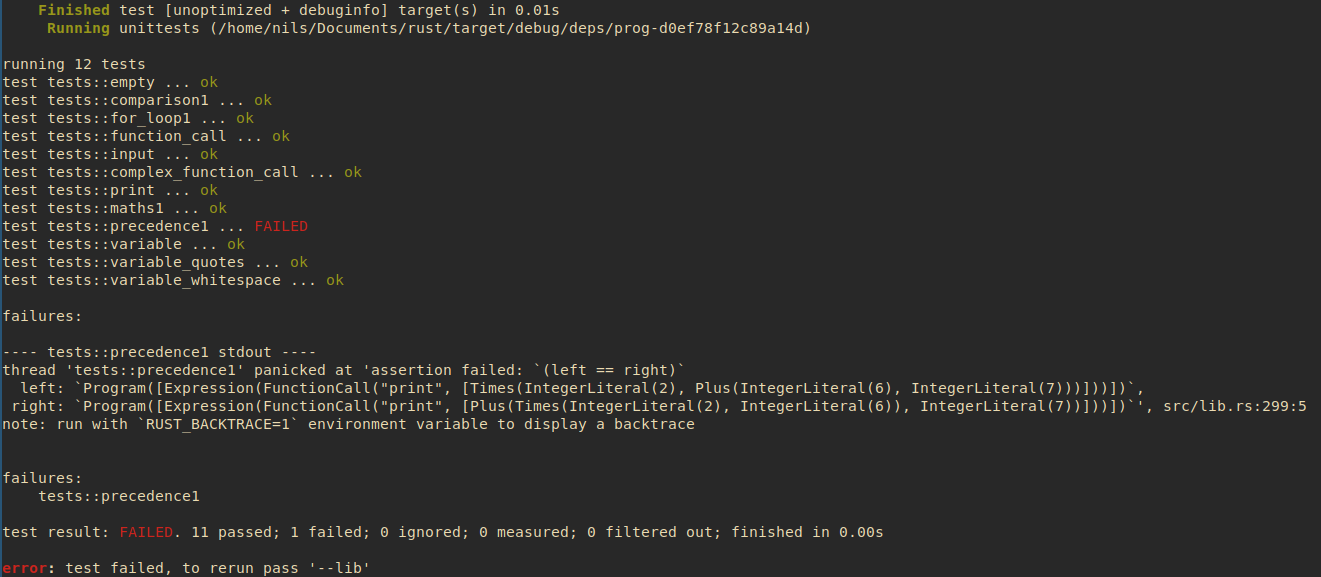 Finished test [unoptimized + debuginfo] target(s) in 0.01s
Running unittests (/home/nils/Documents/rust/target/debug/deps/prog-d0ef78f12c89a14d)
running 12 tests
test tests::empty ... ok
test tests::comparison1 ... ok
test tests::for_loop1 ... ok
test tests::function_call ... ok
test tests::input ... ok
test tests::complex_function_call ... ok
test tests::print ... ok
test tests::maths1 ... ok
test tests::precedence1 ... FAILED
test tests::variable ... ok
test tests::variable_quotes ... ok
test tests::variable_whitespace ... ok
failures:
---- tests::precedence1 stdout ----
thread 'tests::precedence1' panicked at 'assertion failed: `(left == right)`
left: `Program([Expression(FunctionCall("print", [Times(IntegerLiteral(2), Plus(IntegerLiteral(6), IntegerLiteral(7)))]))])`,
right: `Program([Expression(FunctionCall("print", [Plus(Times(IntegerLiteral(2), IntegerLiteral(6)), IntegerLiteral(7))]))])`', src/lib.rs:299:5
note: run with `RUST_BACKTRACE=1` environment variable to display a backtrace
failures:
tests::precedence1
test result: FAILED. 11 passed; 1 failed; 0 ignored; 0 measured; 0 filtered out; finished in 0.00s
error: test failed, to rerun pass '--lib'